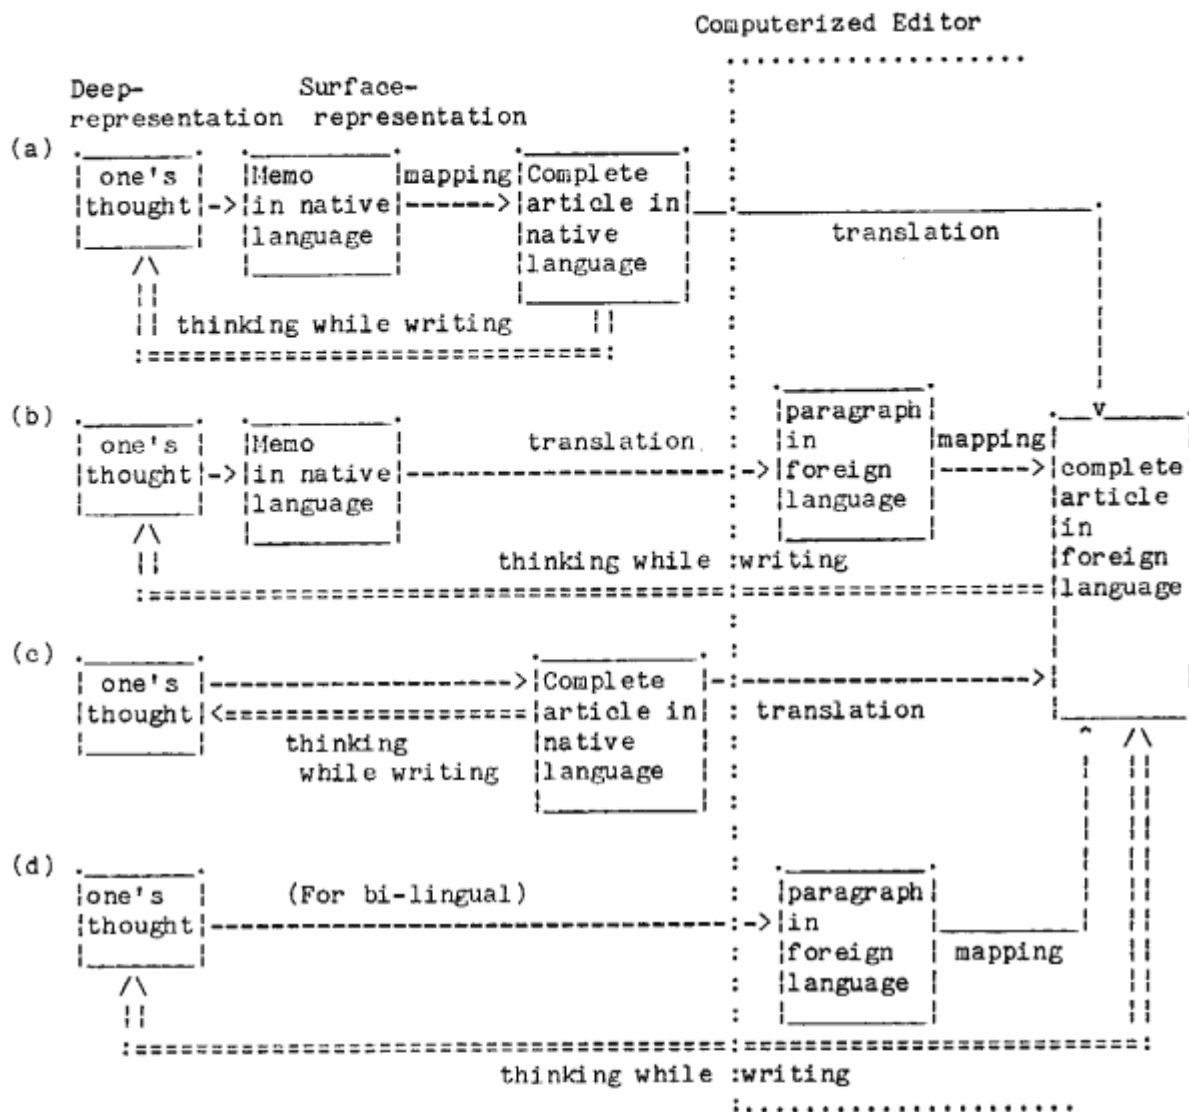 Computerized Editor
Deep- Surface-
representation representation
(a)
one's Memo mapping Complete
thought in native article in
language native translation
language
thinking while writing
(b)
paragraph
one's Memo translation in mapping
thought in native foreign complete
language language article
in
thinking while writing foreign
language
(c)
one's Complete
thought article in translation
thinking native
while writing language
(d)
one's (For bi-lingual) paragraph
thought in
foreign mapping
language
thinking while writing